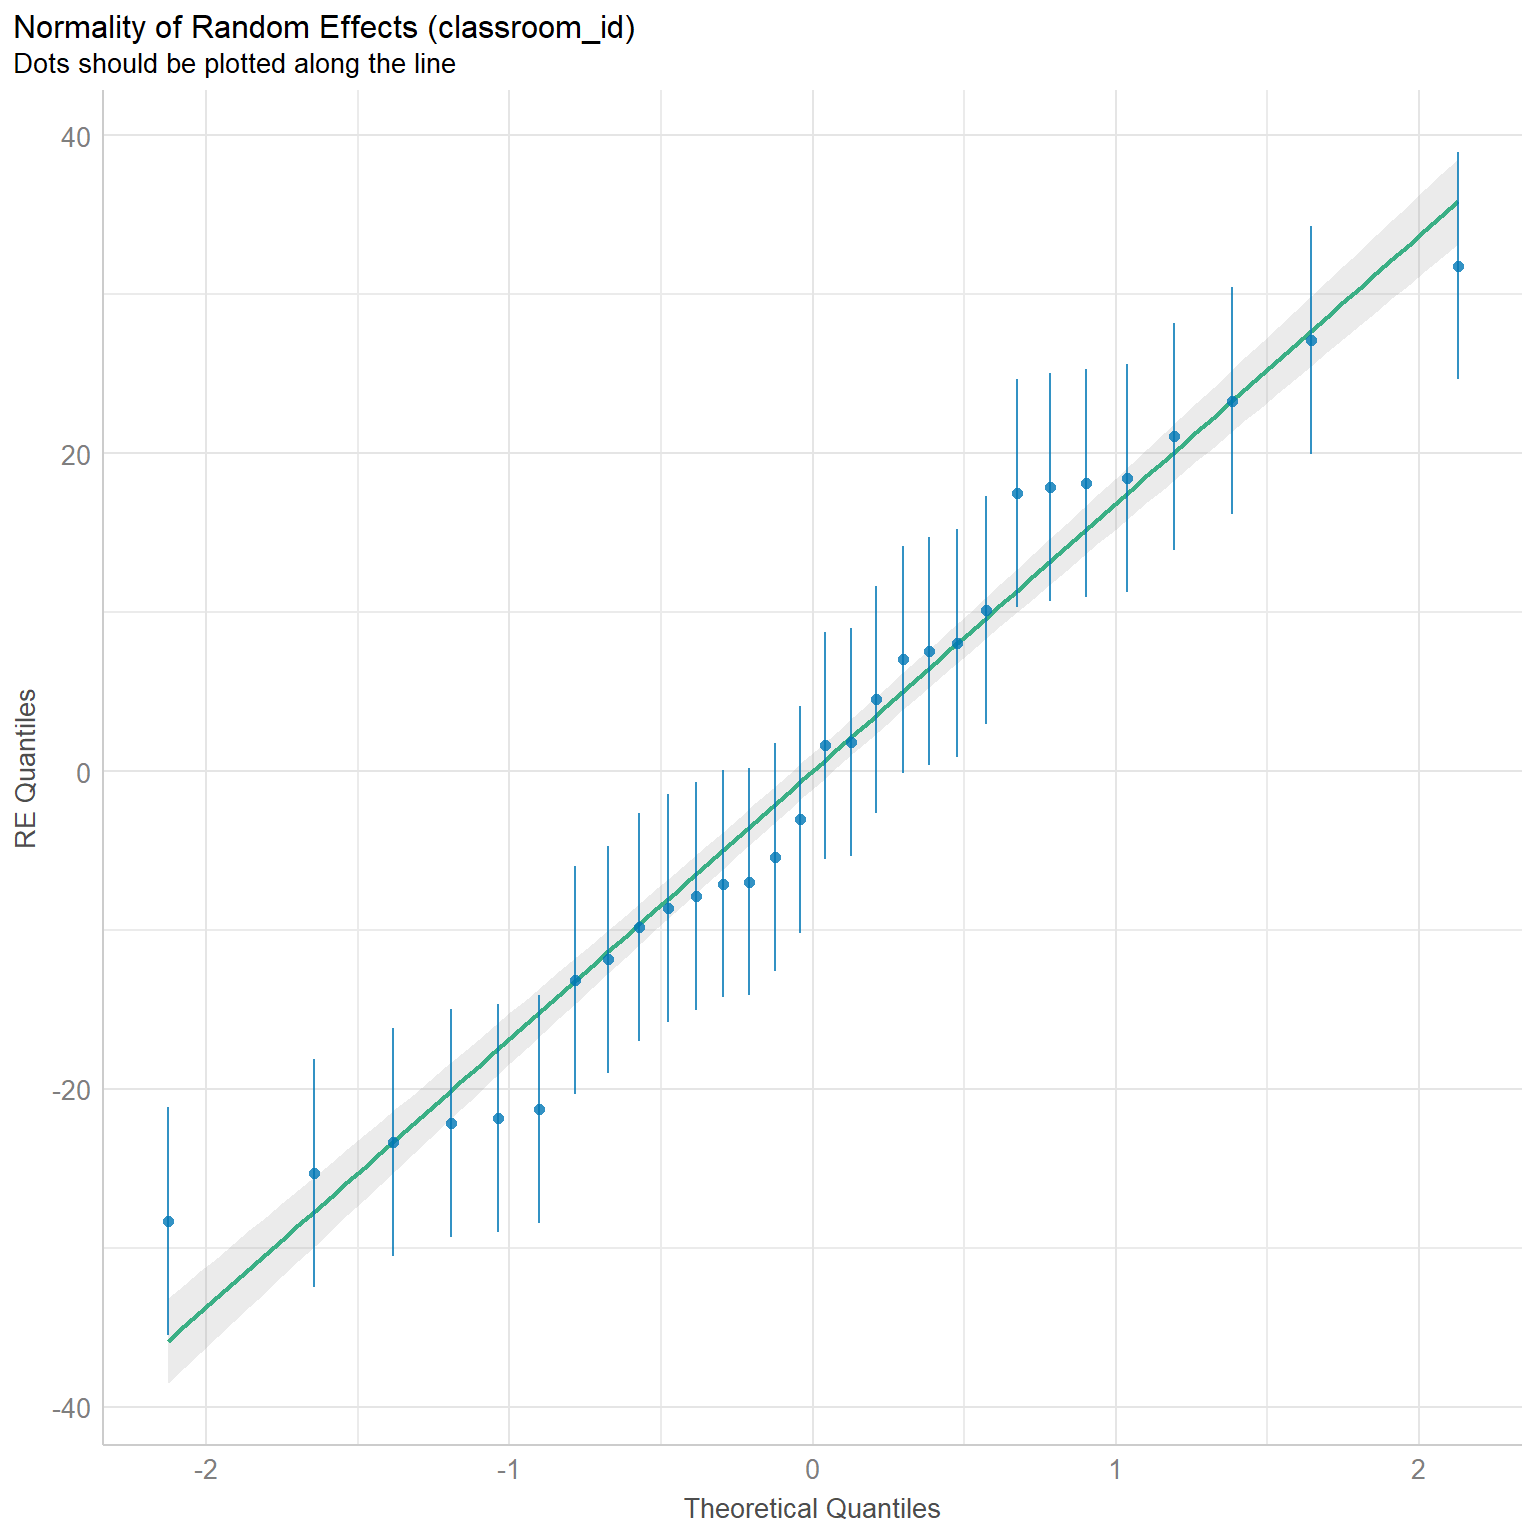 Normality of Random Effects (classroom_id)
Dots should be plotted along the line
40
20
0
-20
-40
RE Quantiles
-2
-1
0
1
2
Theoretical Quantiles